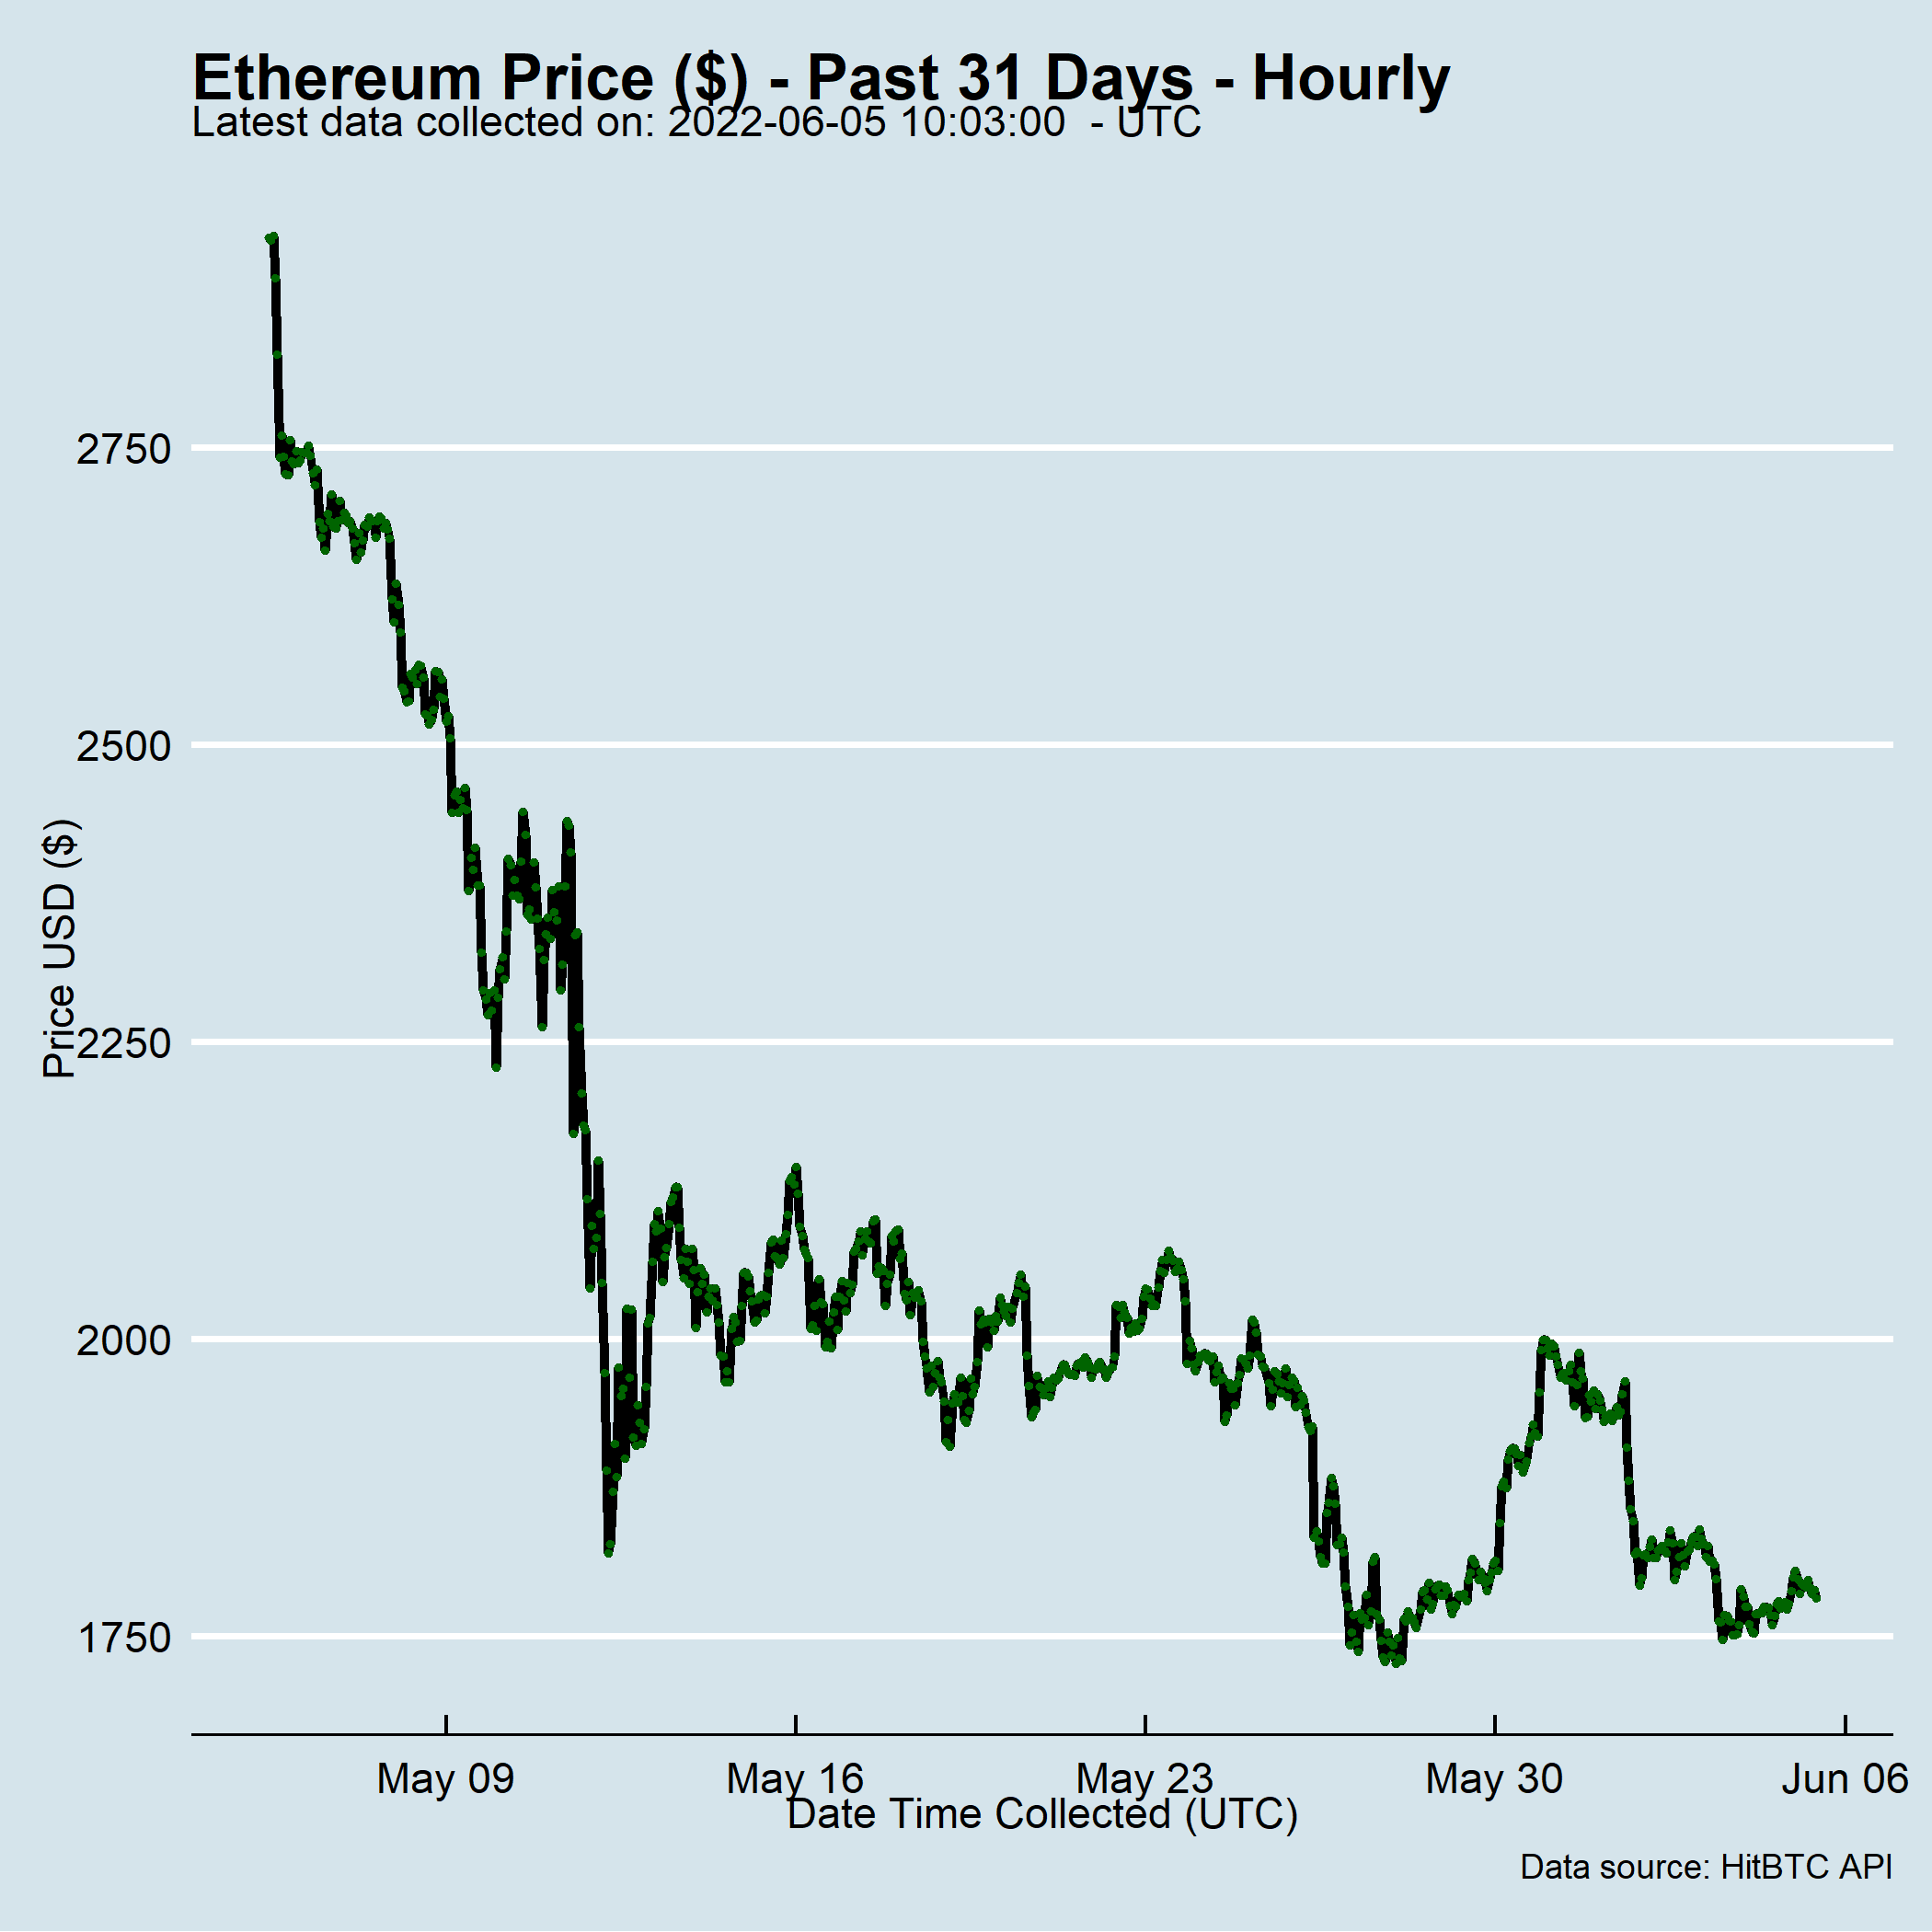 Ethereum Price ($) - Past 31 Days - Hourly
Latest data collected on: 2022-06-05 10:03:00  - UTC
2750
2500
2250
2000
1750
Price USD ($)
May 09 May 16 May 23 May 30 Jun 06
Date Time Collected (UTC)
Data source: HitBTC API